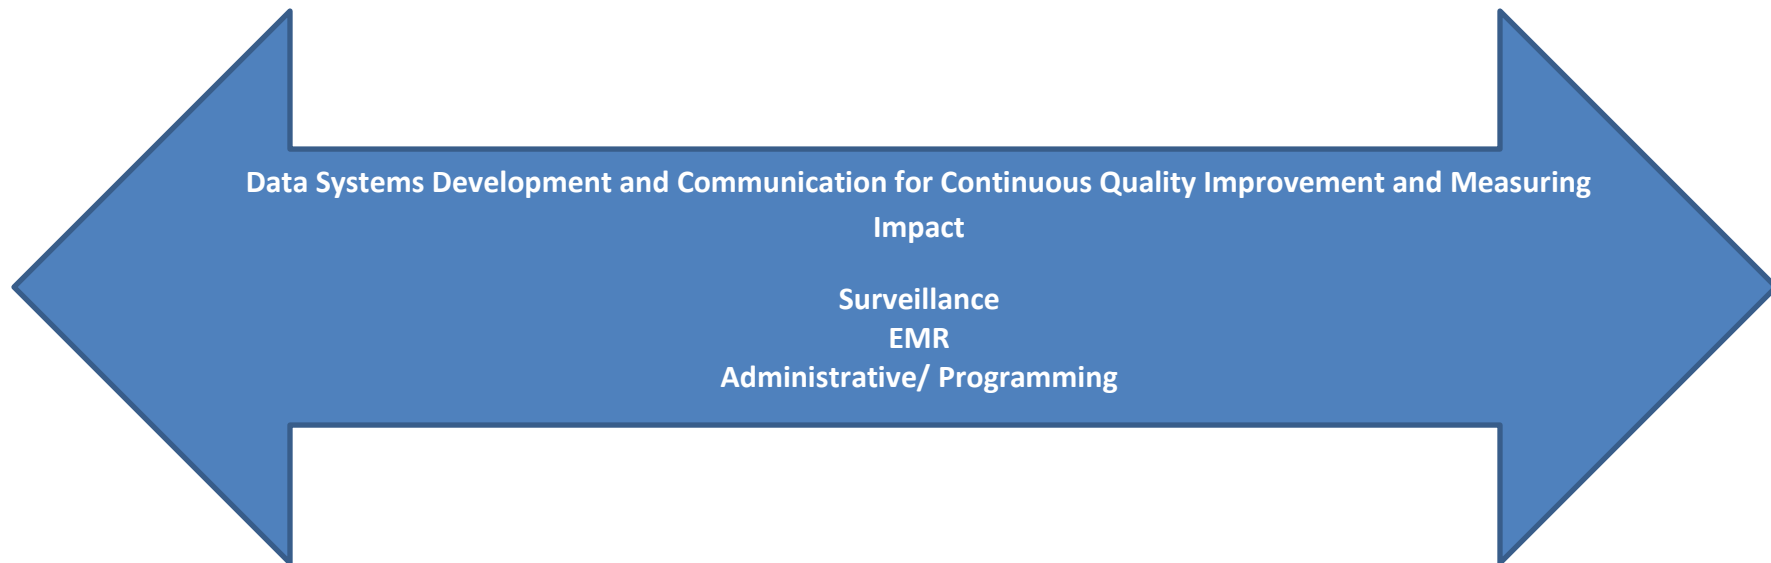 Data Systems Development and Communication for Continuous Quality Improvement and Measuring
Impact
Surveillance
EMR
Administrative/ Programming